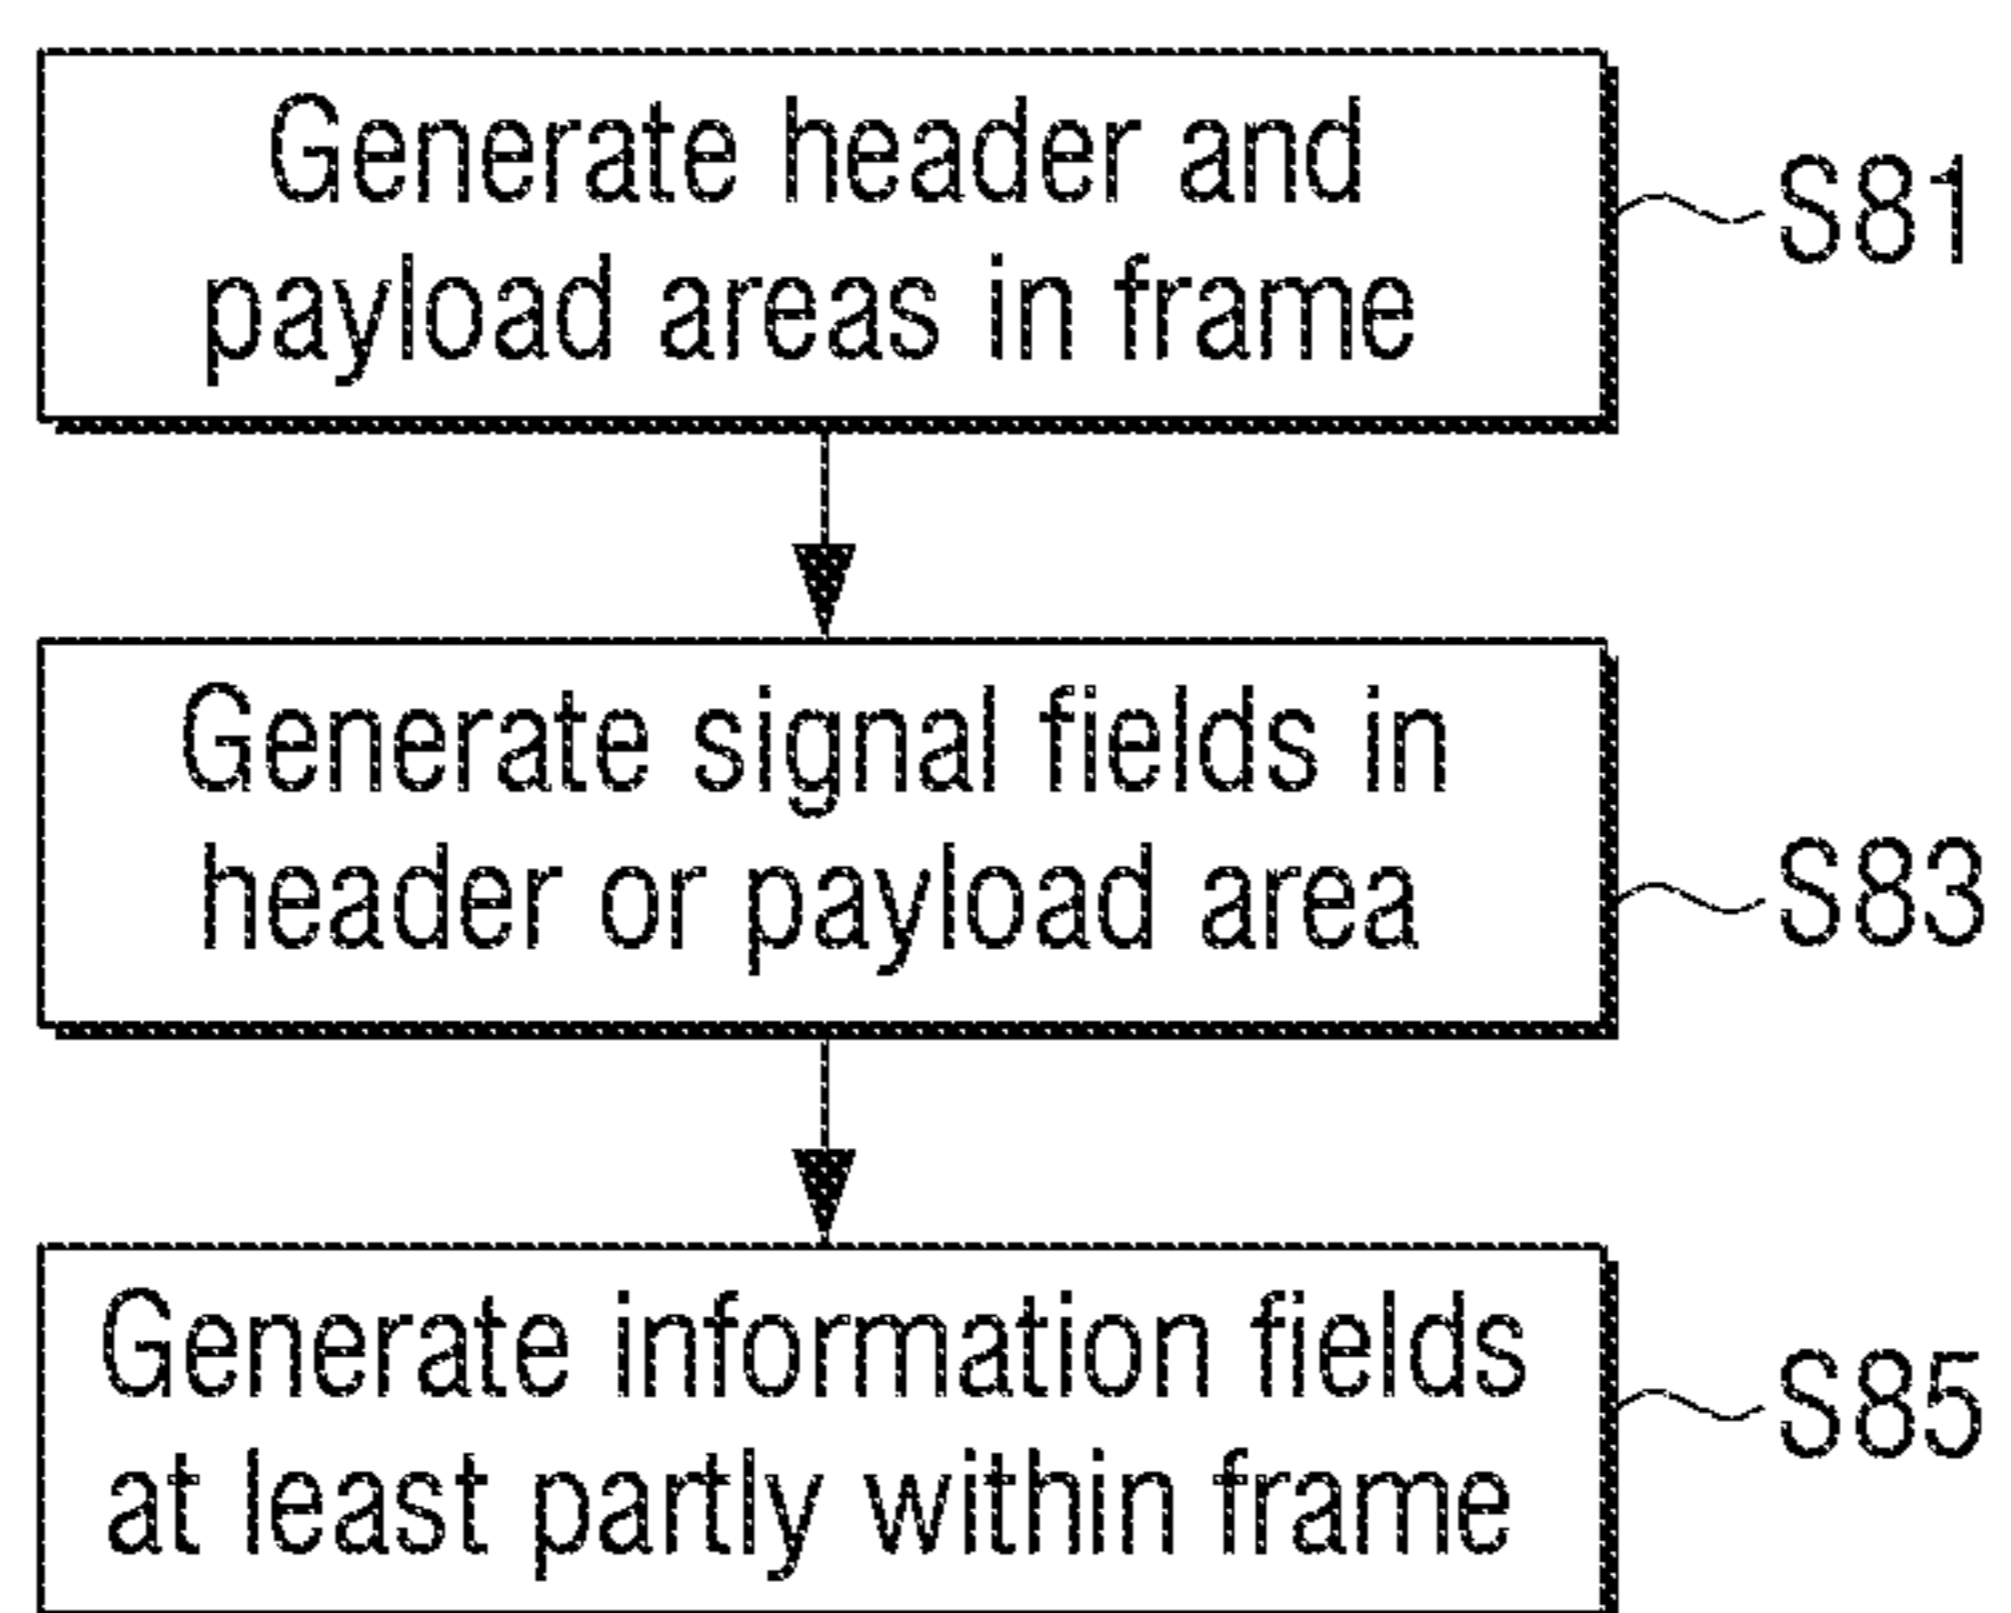 Generate header and
payload areas in frame
S81
Generate signal fields in
header or payload area
S83
Generate information fields
at least partly within frame
S85